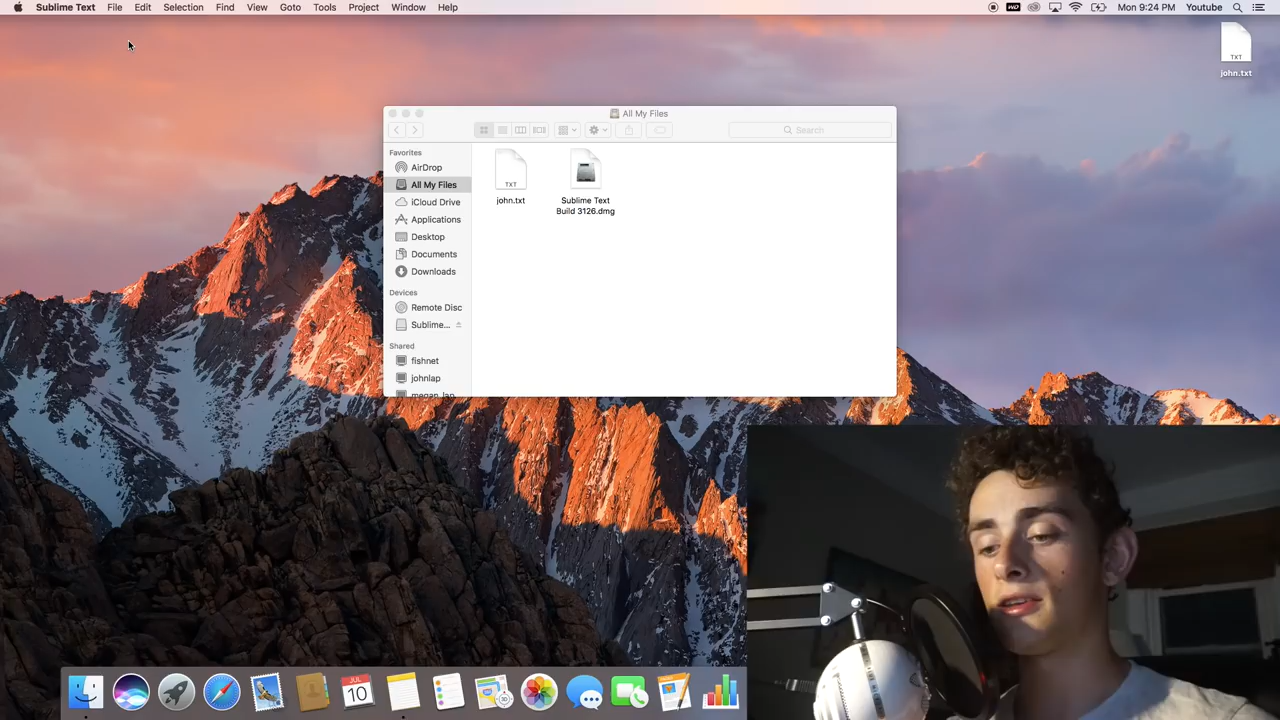 Sublime Text File Edit Selection Find View Goto Tools Project Window Help Mon 9:24 PM Youtube
TXT
john.txt
All My Files
Search
Favorites
AirDrop
All My Files
iCloud Drive
Applications
Desktop
Documents
Downloads
Devices
Remote Disc
Sublime...
Shared
fishnet
johnlap
TXT
john.txt
Sublime Text
Build 3126.dmg
JUL
10